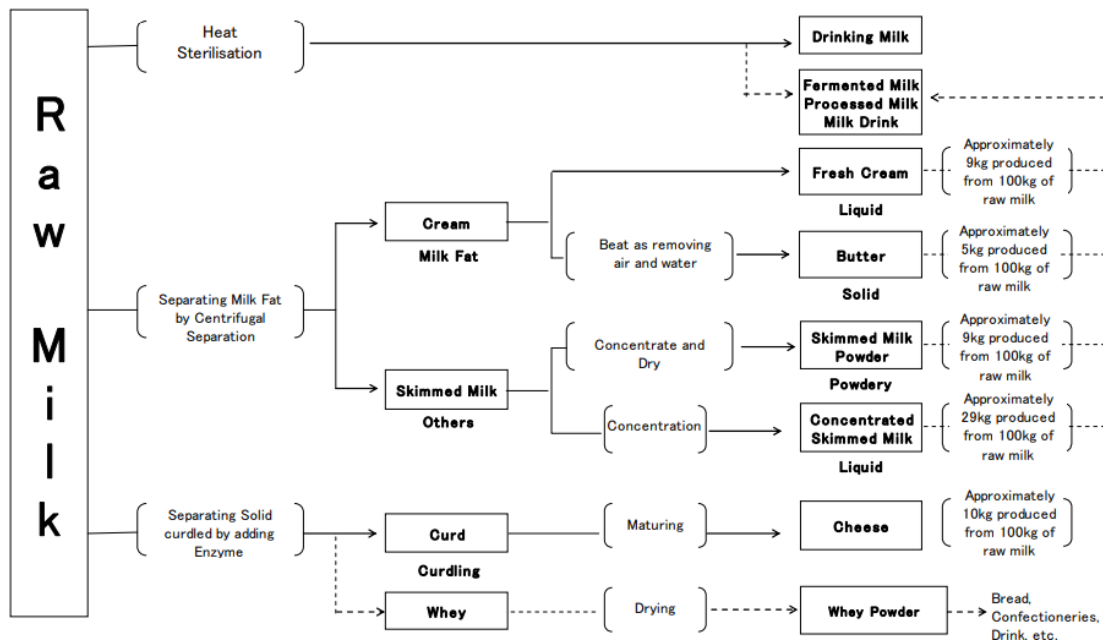 Raw Milk
Heat
Sterilisation
Drinking Milk
Fermented Milk
Processed Milk
Milk Drink
Separating Milk Fat
by Centrifugal
Separation
Cream
Milk Fat
Fresh Cream
Liquid
Approximately
9kg produced
from 100kg of
raw milk
Beat as removing
air and water
Butter
Solid
Approximately
5kg produced
from 100kg of
raw milk
Skimmed Milk
Others
Concentrate and
Dry
Skimmed Milk
Powder
Powdery
Approximately
9kg produced
from 100kg of
raw milk
Concentration
Concentrated
Skimmed Milk
Liquid
Approximately
29kg produced
from 100kg of
raw milk
Separating Solid
curdled by adding
Enzyme
Curd
Curdling
Maturing
Cheese
Approximately
10kg produced
from 100kg of
raw milk
Whey
Drying
Whey Powder
Bread,
Confectioneries,
Drink, etc.